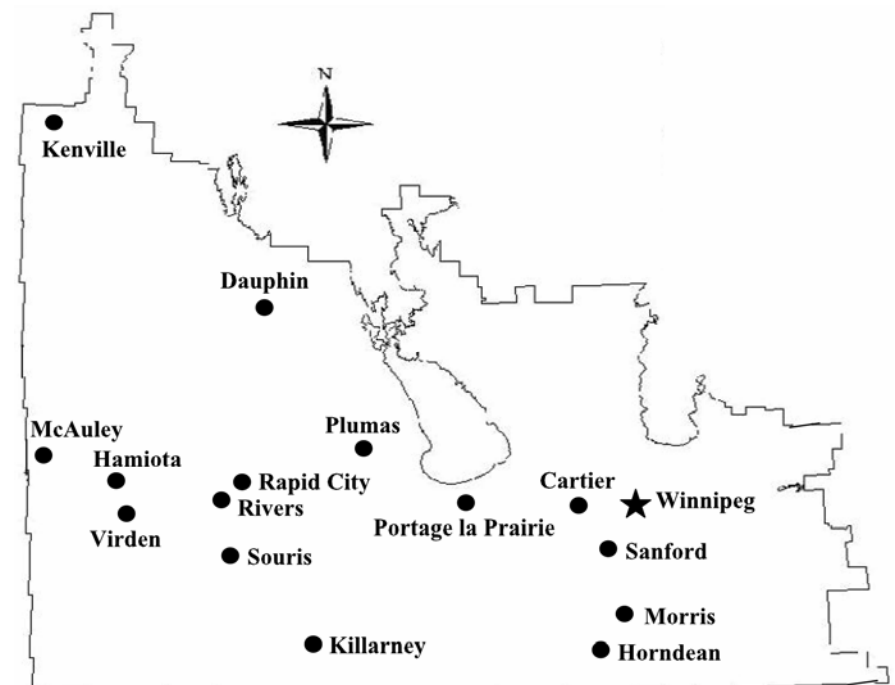 N
Kenville
Dauphin
Plumas
McAuley
Hamiota
Rapid City
Rivers
Cartier
Winnipeg
Portage la Prairie
Virden
Sanford
Souris
Morris
Killarney
Horndean